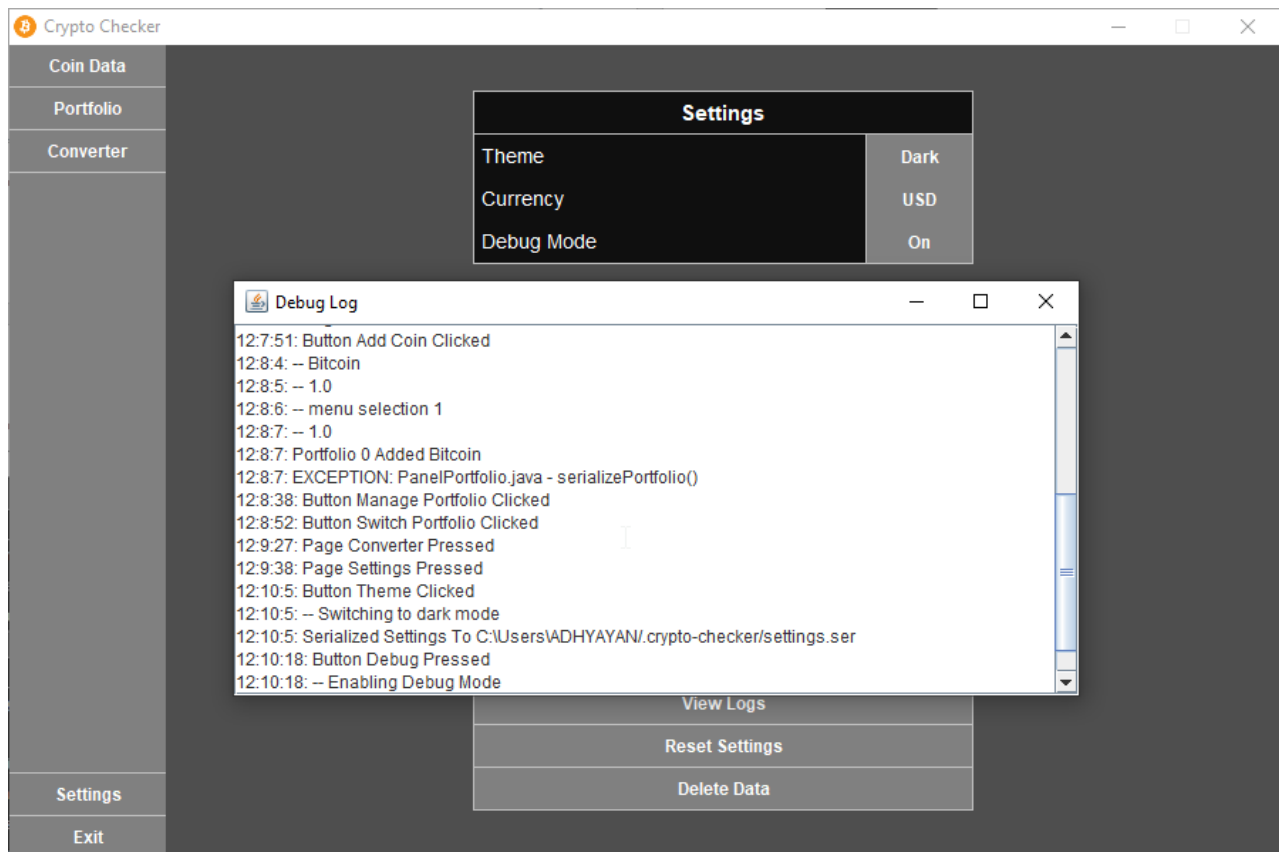 Crypto Checker
Coin Data
Portfolio
Converter
Settings
Theme Dark
Currency USD
Debug Mode On
Debug Log
12:7:51: Button Add Coin Clicked
12:8:4: -- Bitcoin
12:8:5: -- 1.0
12:8:6: -- menu selection 1
12:8:7: -- 1.0
12:8:7: Portfolio 0 Added Bitcoin
12:8:7: EXCEPTION: PanelPortfolio.java - serializePortfolio()
12:8:38: Button Manage Portfolio Clicked
12:8:52: Button Switch Portfolio Clicked
12:9:27: Page Converter Pressed
12:9:38: Page Settings Pressed
12:10:5: Button Theme Clicked
12:10:5: -- Switching to dark mode
12:10:5: Serialized Settings To C:\Users\ADHYAYAN/.crypto-checker/settings.ser
12:10:18: Button Debug Pressed
12:10:18: -- Enabling Debug Mode
View Logs
Reset Settings
Delete Data
Settings
Exit